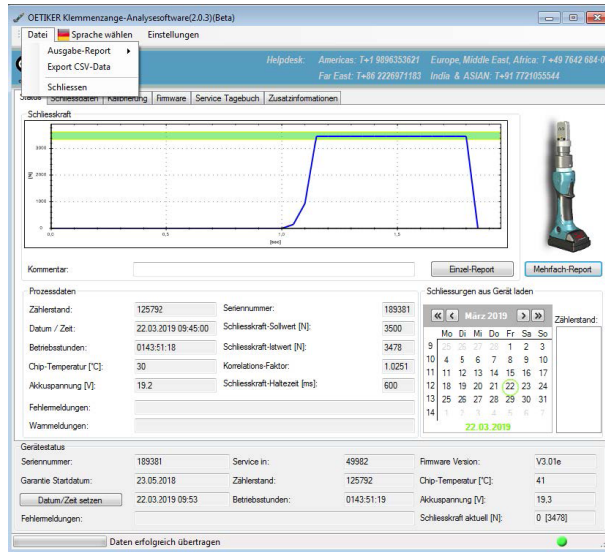 OETIKER Klemmenzange-Analysesoftware(2.0.3)(Beta)
Datei Sprache wählen Einstellungen
Ausgabe-Report
Export CSV-Data
Schliessen
Helpdesk: Americas: T+1 9896353621 Europe, Middle East, Africa: T +49 7642 684-0
Far East: T+86 2226971183 India & ASIAN: T+91 7721055544
Status Schliessdaten Kalibrierung Firmware Service Tagebuch Zusatzinformationen
Schliesskraft
3000
2000
1000
0
[N]
0,0 0,5 1,0 1,5
[sec]
Kommentar: Einzel-Report Mehrfach-Report
Prozessdaten
Zählerstand: 125792 Seriennummer: 189381
Datum / Zeit: 22.03.2019 09:45:00 Schliesskraft-Sollwert [N]: 3500
Betriebsstunden: 0143:51:18 Schliesskraft-Istwert [N]: 3478
Chip-Temperatur [°C]: 30 Korrelations-Faktor: 1.0251
Akkuspannung [V]: 19.2 Schliesskraft-Haltezeit [ms]: 600
Fehlermeldungen:
Warnmeldungen:
Schliessungen aus Gerät laden
März 2019 Zählerstand:
Mo Di Mi Do Fr Sa So
9 25 26 27 28 1 2 3
10 4 5 6 7 8 9 10
11 11 12 13 14 15 16 17
12 18 19 20 21 22 23 24
13 25 26 27 28 29 30 31
14 1 2 3 4 5 6 7
22.03.2019
Gerätestatus
Seriennummer: 189381 Service in: 49982 Firmware Version: V3.01e
Garantie Startdatum: 23.05.2018 Zählerstand: 125792 Chip-Temperatur [°C]: 41
Datum/Zeit setzen 22.03.2019 09:53 Betriebsstunden: 0143:51:19 Akkuspannung [V]: 19,3
Fehlermeldungen: Schliesskraft aktuell [N]: 0 [3478]
Daten erfolgreich übertragen